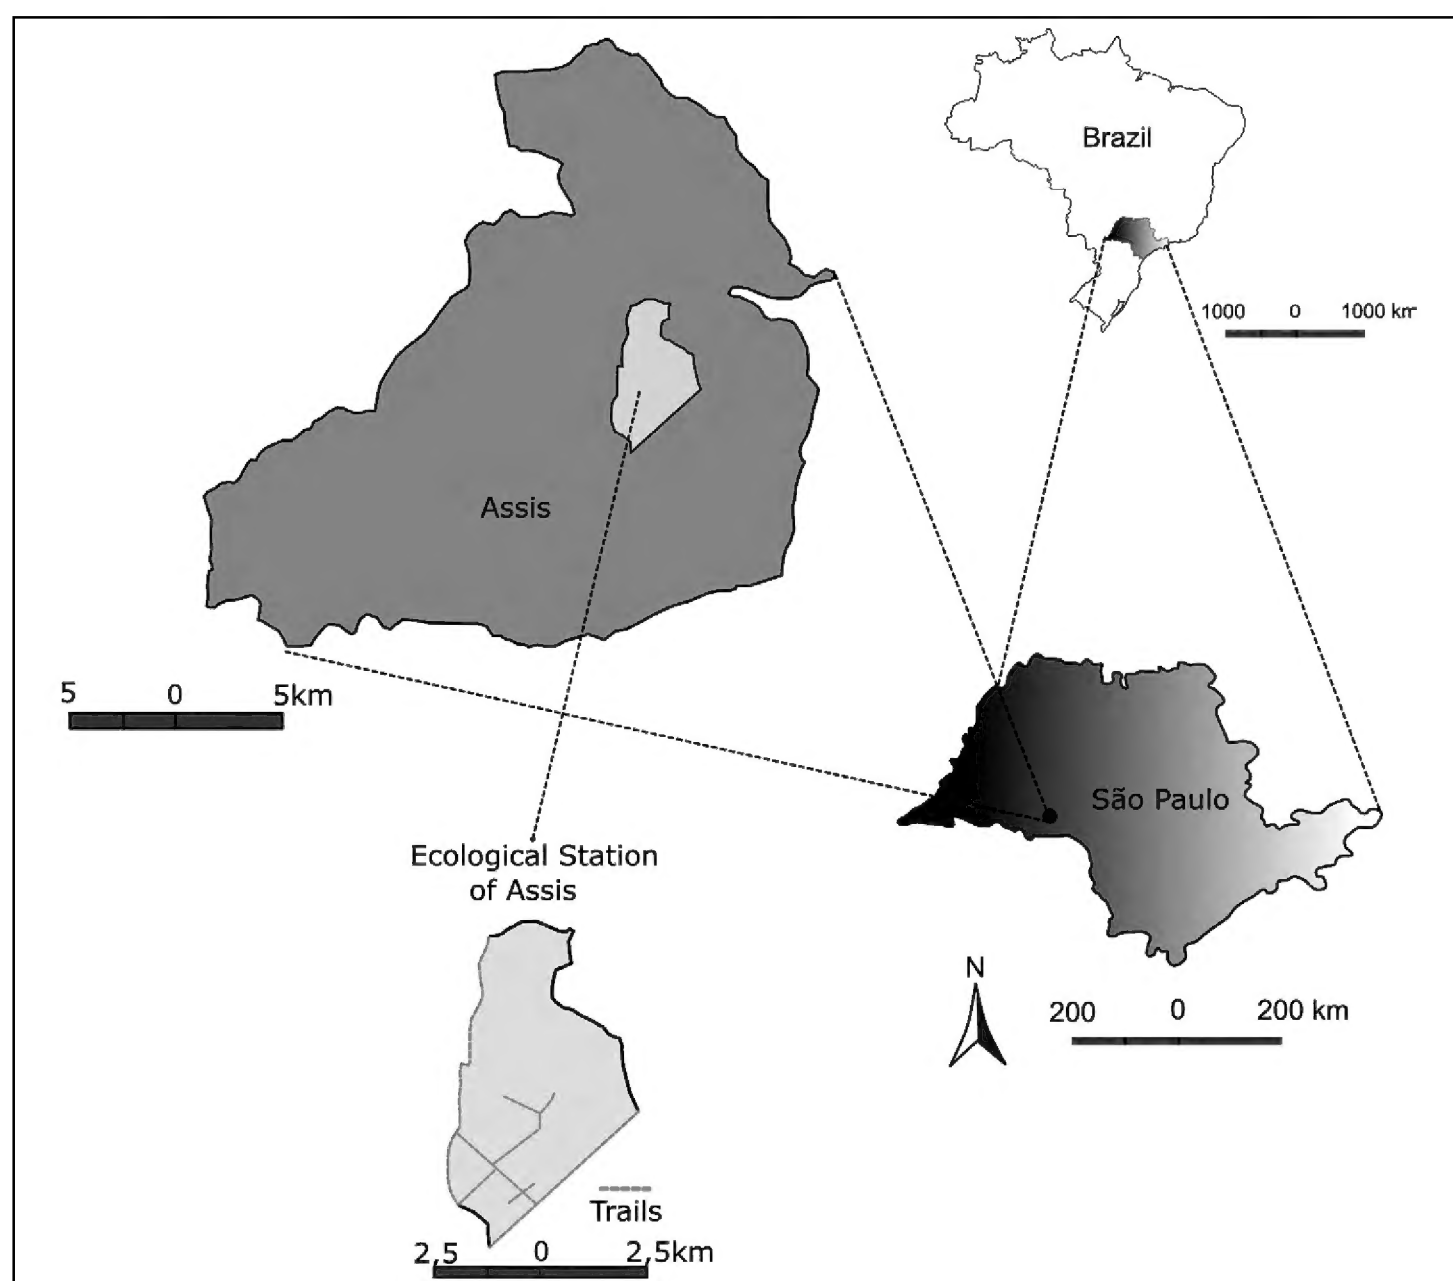 Brazil
1000 0 1000 km
Assis
5 0 5km
São Paulo
Ecological Station
of Assis
N
200 0 200 km
Trails
2,5 0 2,5km